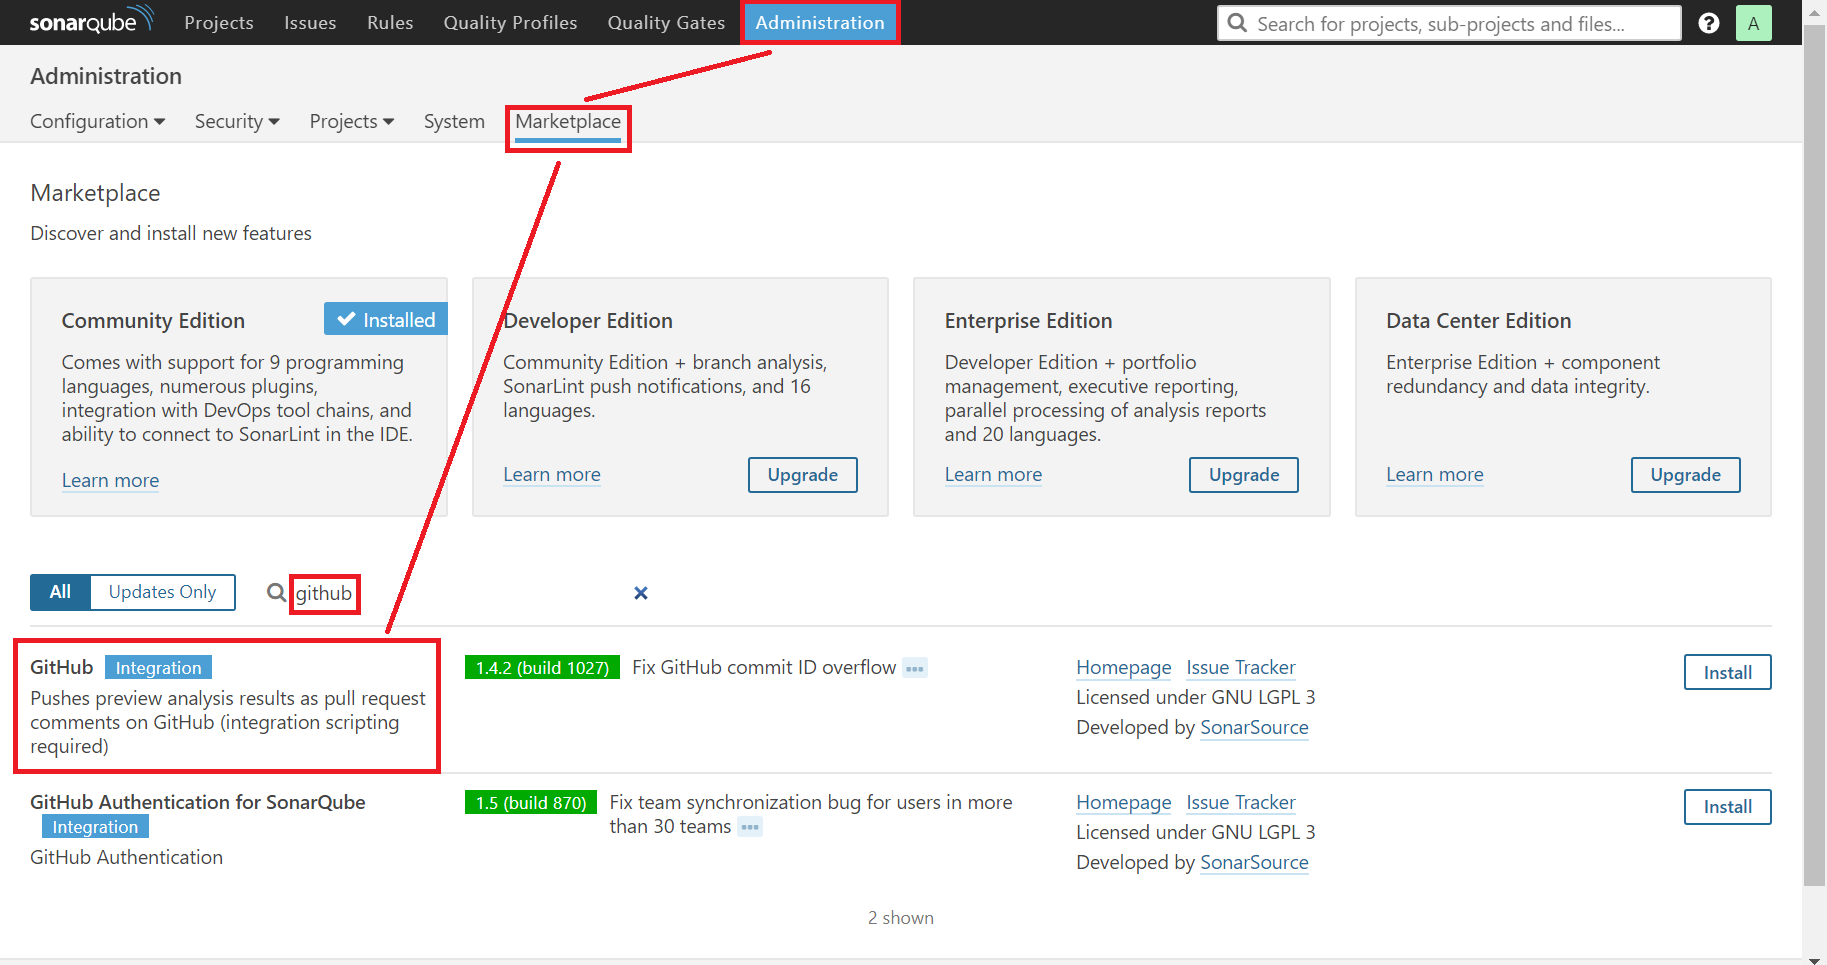 sonarqube Projects Issues Rules Quality Profiles Quality Gates Administration Search for projects, sub-projects and files... ? A
Administration
Configuration Security Projects System Marketplace
Marketplace
Discover and install new features
Community Edition Installed
Comes with support for 9 programming
languages, numerous plugins,
integration with DevOps tool chains, and
ability to connect to SonarLint in the IDE.
Learn more
Developer Edition
Community Edition + branch analysis,
SonarLint push notifications, and 16
languages.
Learn more Upgrade
Enterprise Edition
Developer Edition + portfolio
management, executive reporting,
parallel processing of analysis reports
and 20 languages.
Learn more Upgrade
Data Center Edition
Enterprise Edition + component
redundancy and data integrity.
Learn more Upgrade
All Updates Only github
GitHub Integration
Pushes preview analysis results as pull request
comments on GitHub (integration scripting
required)
1.4.2 (build 1027) Fix GitHub commit ID overflow
Homepage Issue Tracker
Licensed under GNU LGPL 3
Developed by SonarSource
Install
GitHub Authentication for SonarQube
Integration
GitHub Authentication
1.5 (build 870) Fix team synchronization bug for users in more
than 30 teams
Homepage Issue Tracker
Licensed under GNU LGPL 3
Developed by SonarSource
Install
2 shown